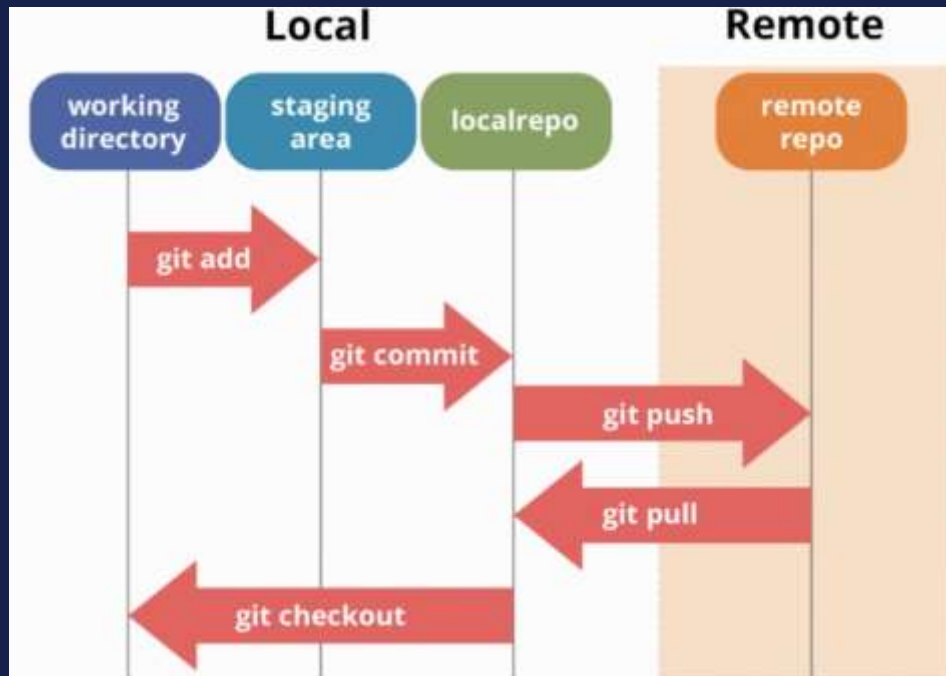 Local
Remote
working
directory
staging
area
localrepo
remote
repo
git add
git commit
git push
git pull
git checkout